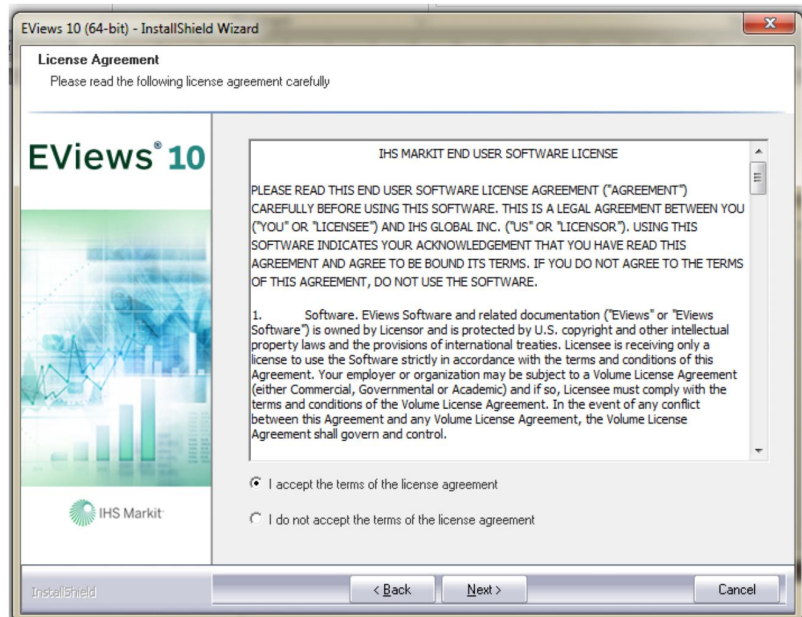 EViews 10 (64-bit) - InstallShield Wizard
License Agreement
Please read the following license agreement carefully
EViews® 10
IHS MARKIT END USER SOFTWARE LICENSE
PLEASE READ THIS END USER SOFTWARE LICENSE AGREEMENT ("AGREEMENT")
CAREFULLY BEFORE USING THIS SOFTWARE. THIS IS A LEGAL AGREEMENT BETWEEN YOU
("YOU" OR "LICENSEE") AND IHS GLOBAL INC. ("US" OR "LICENSOR"). USING THIS
SOFTWARE INDICATES YOUR ACKNOWLEDGEMENT THAT YOU HAVE READ THIS
AGREEMENT AND AGREE TO BE BOUND ITS TERMS. IF YOU DO NOT AGREE TO THE TERMS
OF THIS AGREEMENT, DO NOT USE THE SOFTWARE.
1. Software. EViews Software and related documentation ("EViews" or "EViews
Software") is owned by Licensor and is protected by U.S. copyright and other intellectual
property laws and the provisions of international treaties. Licensee is receiving only a
license to use the Software strictly in accordance with the terms and conditions of this
Agreement. Your employer or organization may be subject to a Volume License Agreement
(either Commercial, Governmental or Academic) and if so, Licensee must comply with the
terms and conditions of the Volume License Agreement. In the event of any conflict
between this Agreement and any Volume License Agreement, the Volume License
Agreement shall govern and control.
I accept the terms of the license agreement
I do not accept the terms of the license agreement
IHS Markit
InstallShield
< Back
Next >
Cancel